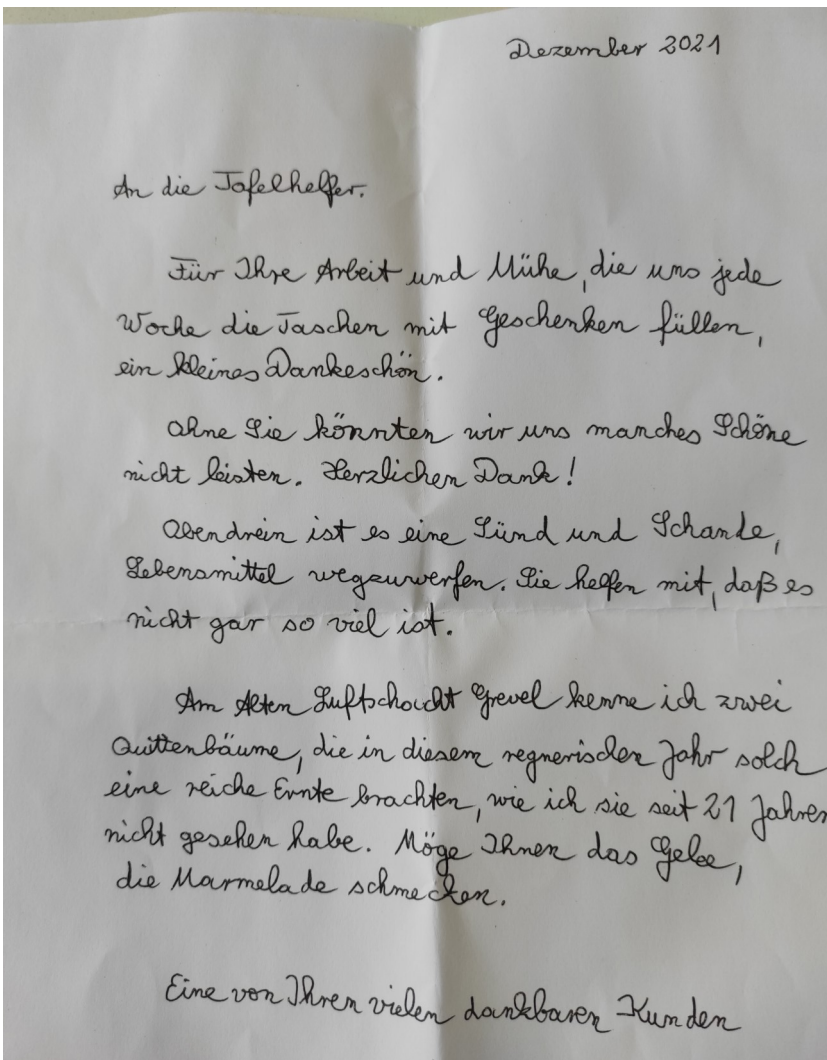 Dezember 2021
An die Tafelhelfer.
Für Ihre Arbeit und Mühe, die uns jede
Woche die Taschen mit Geschenken füllen,
ein kleines Dankeschön.
Ohne Sie könnten wir uns manches Schöne
nicht leisten. Herzlichen Dank!
Obendrein ist es eine Sünd und Schande,
Lebensmittel wegzuwerfen. Sie helfen mit, daß es
nicht gar so viel ist.
Am Alten Luftschacht Grevel kenne ich zwei
Quittenbäume, die in diesem regnerischen Jahr solch
eine reiche Ernte brachten, wie ich sie seit 21 Jahren
nicht gesehen habe. Möge Ihnen das Gelee,
die Marmelade schmecken.
Eine von Ihren vielen dankbaren Kunden